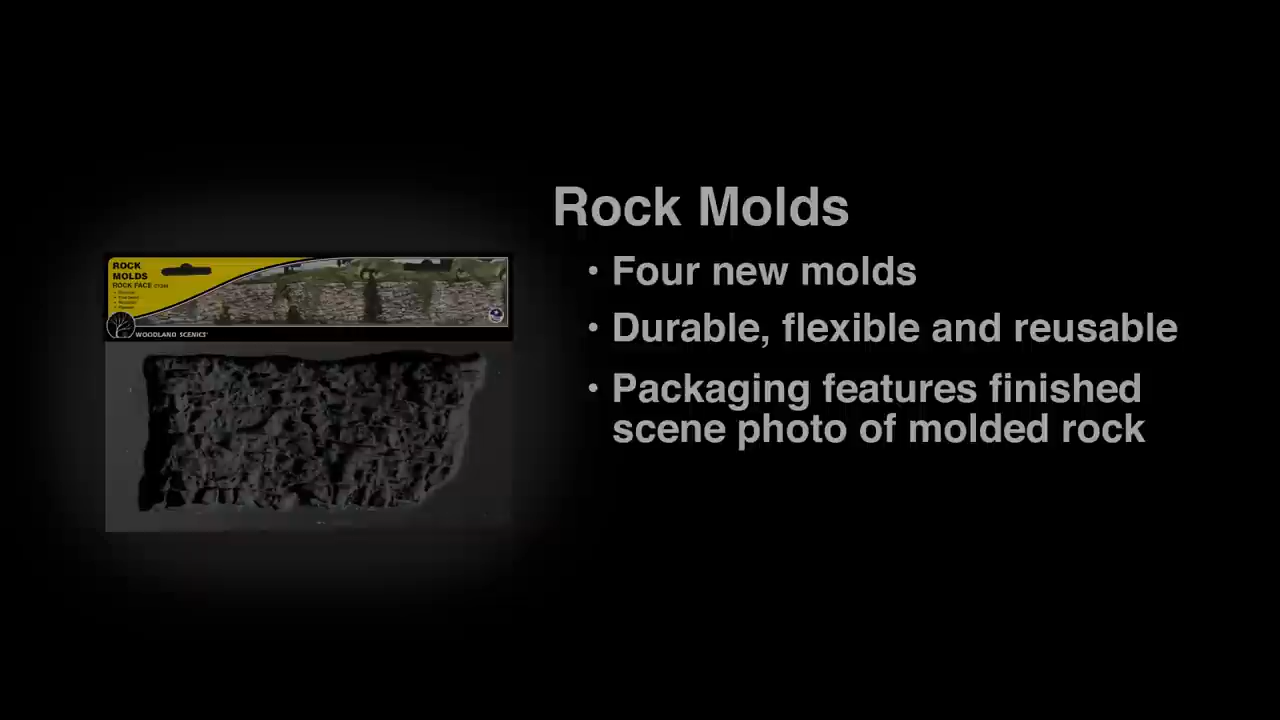 Rock Molds
• Four new molds
• Durable, flexible and reusable
• Packaging features finished
scene photo of molded rock
ROCK
MOLDS
ROCK FACE
WOODLAND SCENICS